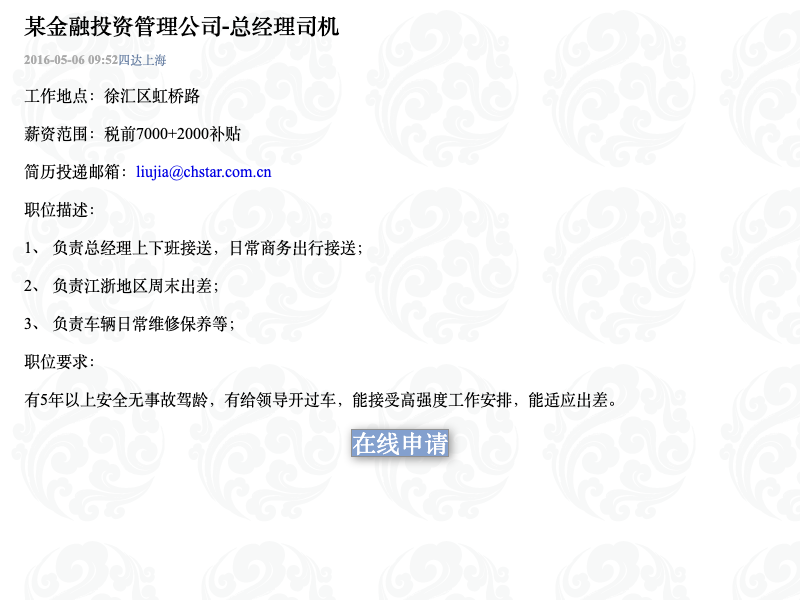 某金融投资管理公司-总经理司机
2016-05-06 09:52四达上海
工作地点：徐汇区虹桥路
薪资范围：税前7000+2000补贴
简历投递邮箱：liujia@chstar.com.cn
职位描述：
1、 负责总经理上下班接送，日常商务出行接送；
2、 负责江浙地区周末出差；
3、 负责车辆日常维修保养等；
职位要求：
有5年以上安全无事故驾龄，有给领导开过车，能接受高强度工作安排，能适应出差。
在线申请